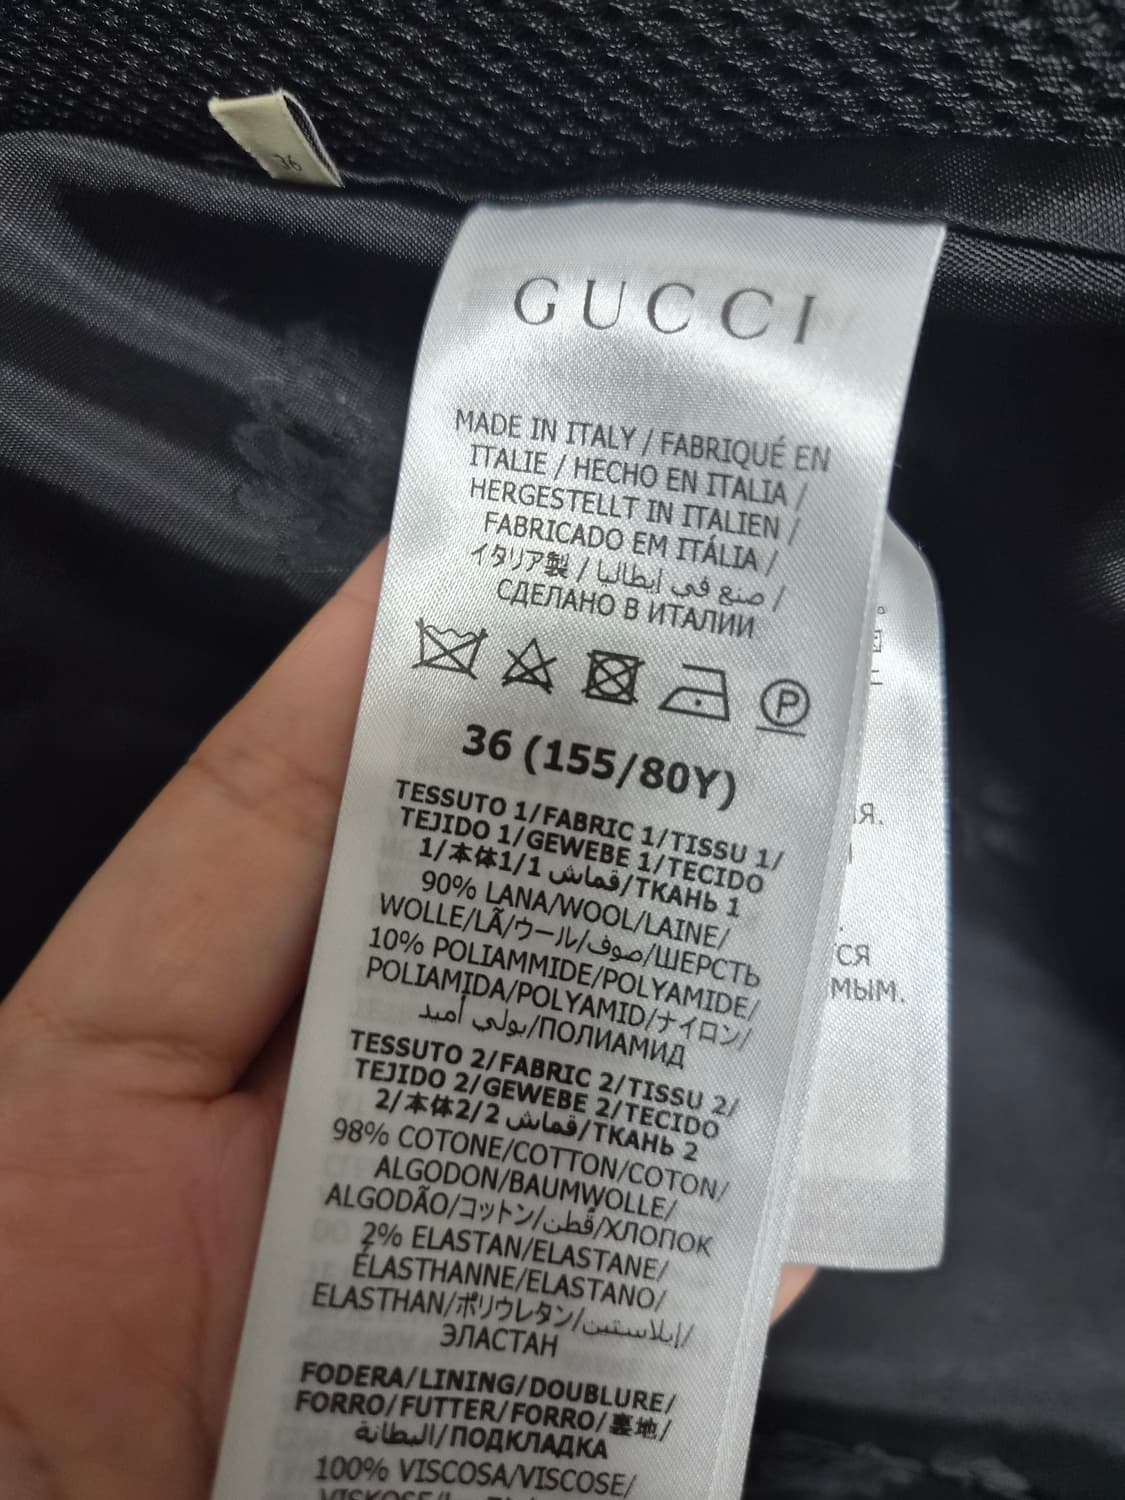 36
GUCCI
MADE IN ITALY / FABRIQUÉ EN
ITALIE / HECHO EN ITALIA /
HERGESTELLT IN ITALIEN /
FABRICADO EM ITÁLIA /
イタリア製 / صنع في إيطاليا /
СДЕЛАНО В ИТАЛИИ
P
36 (155/80Y)
TESSUTO 1/FABRIC 1/TISSU 1/
TEJIDO 1/GEWEBE 1/TECIDO
1/本体1/1 قماش/ТКАНЬ 1
90% LANA/WOOL/LAINE/
WOLLE/LÃ/ウール/صوف/ШЕРСТЬ
10% POLIAMMIDE/POLYAMIDE/
POLIAMIDA/POLYAMID/ナイロン/
بولي أميد/ПОЛИАМИД
TESSUTO 2/FABRIC 2/TISSU 2/
TEJIDO 2/GEWEBE 2/TECIDO
2/本体2/2 قماش/ТКАНЬ 2
98% COTONE/COTTON/COTON/
ALGODON/BAUMWOLLE/
ALGODÃO/コットン/قطن/ХЛОПОК
2% ELASTAN/ELASTANE/
ÉLASTHANNE/ELASTANO/
ELASTHAN/ポリウレタン/إيلاستين/
ЭЛАСТАН
FODERA/LINING/DOUBLURE/
FORRO/FUTTER/FORRO/裏地/
البطانة/ПОДКЛАДКА
100% VISCOSA/VISCOSE/